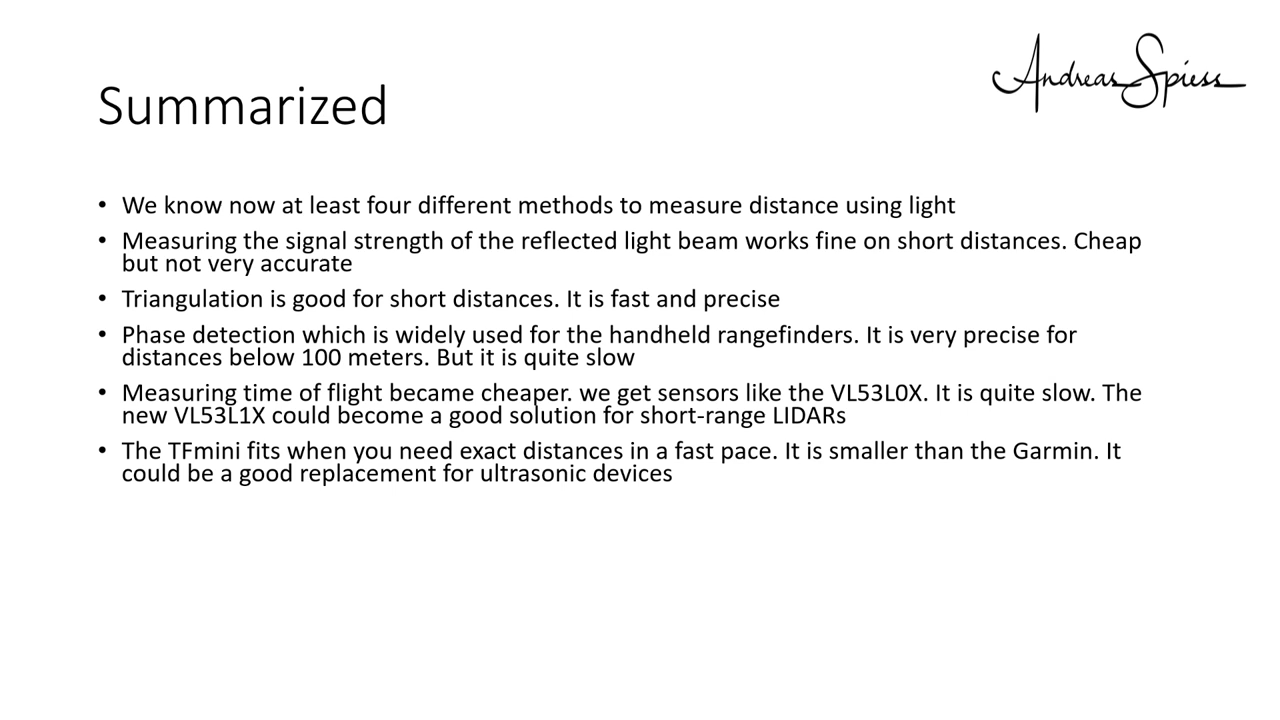 Andreas Spiess
Summarized
• We know now at least four different methods to measure distance using light
• Measuring the signal strength of the reflected light beam works fine on short distances. Cheap
but not very accurate
• Triangulation is good for short distances. It is fast and precise
• Phase detection which is widely used for the handheld rangefinders. It is very precise for
distances below 100 meters. But it is quite slow
• Measuring time of flight became cheaper. we get sensors like the VL53L0X. It is quite slow. The
new VL53L1X could become a good solution for short-range LIDARs
• The TFmini fits when you need exact distances in a fast pace. It is smaller than the Garmin. It
could be a good replacement for ultrasonic devices